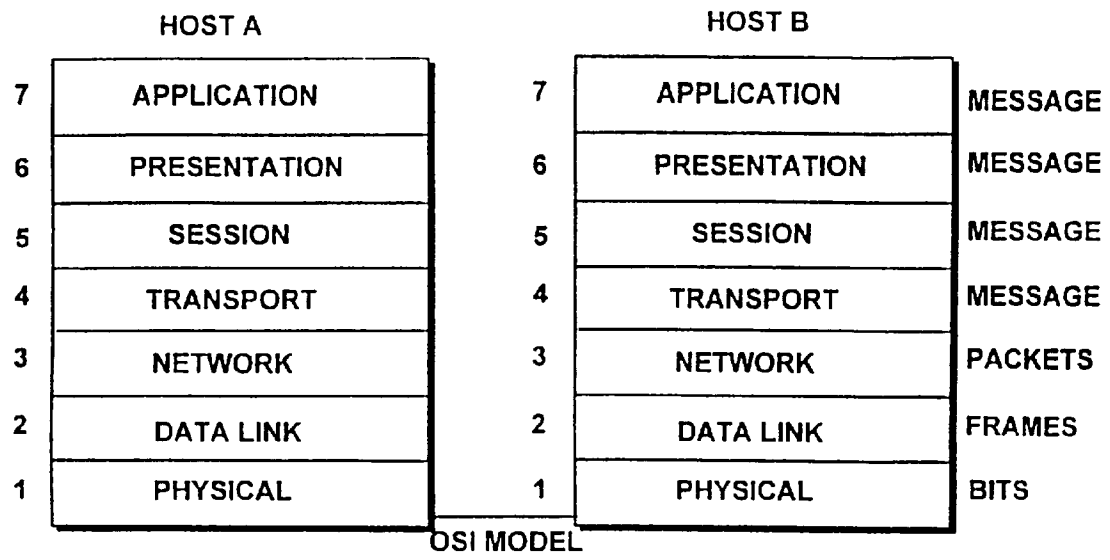 HOST A HOST B
7 APPLICATION 7 APPLICATION MESSAGE
6 PRESENTATION 6 PRESENTATION MESSAGE
5 SESSION 5 SESSION MESSAGE
4 TRANSPORT 4 TRANSPORT MESSAGE
3 NETWORK 3 NETWORK PACKETS
2 DATA LINK 2 DATA LINK FRAMES
1 PHYSICAL 1 PHYSICAL BITS
OSI MODEL